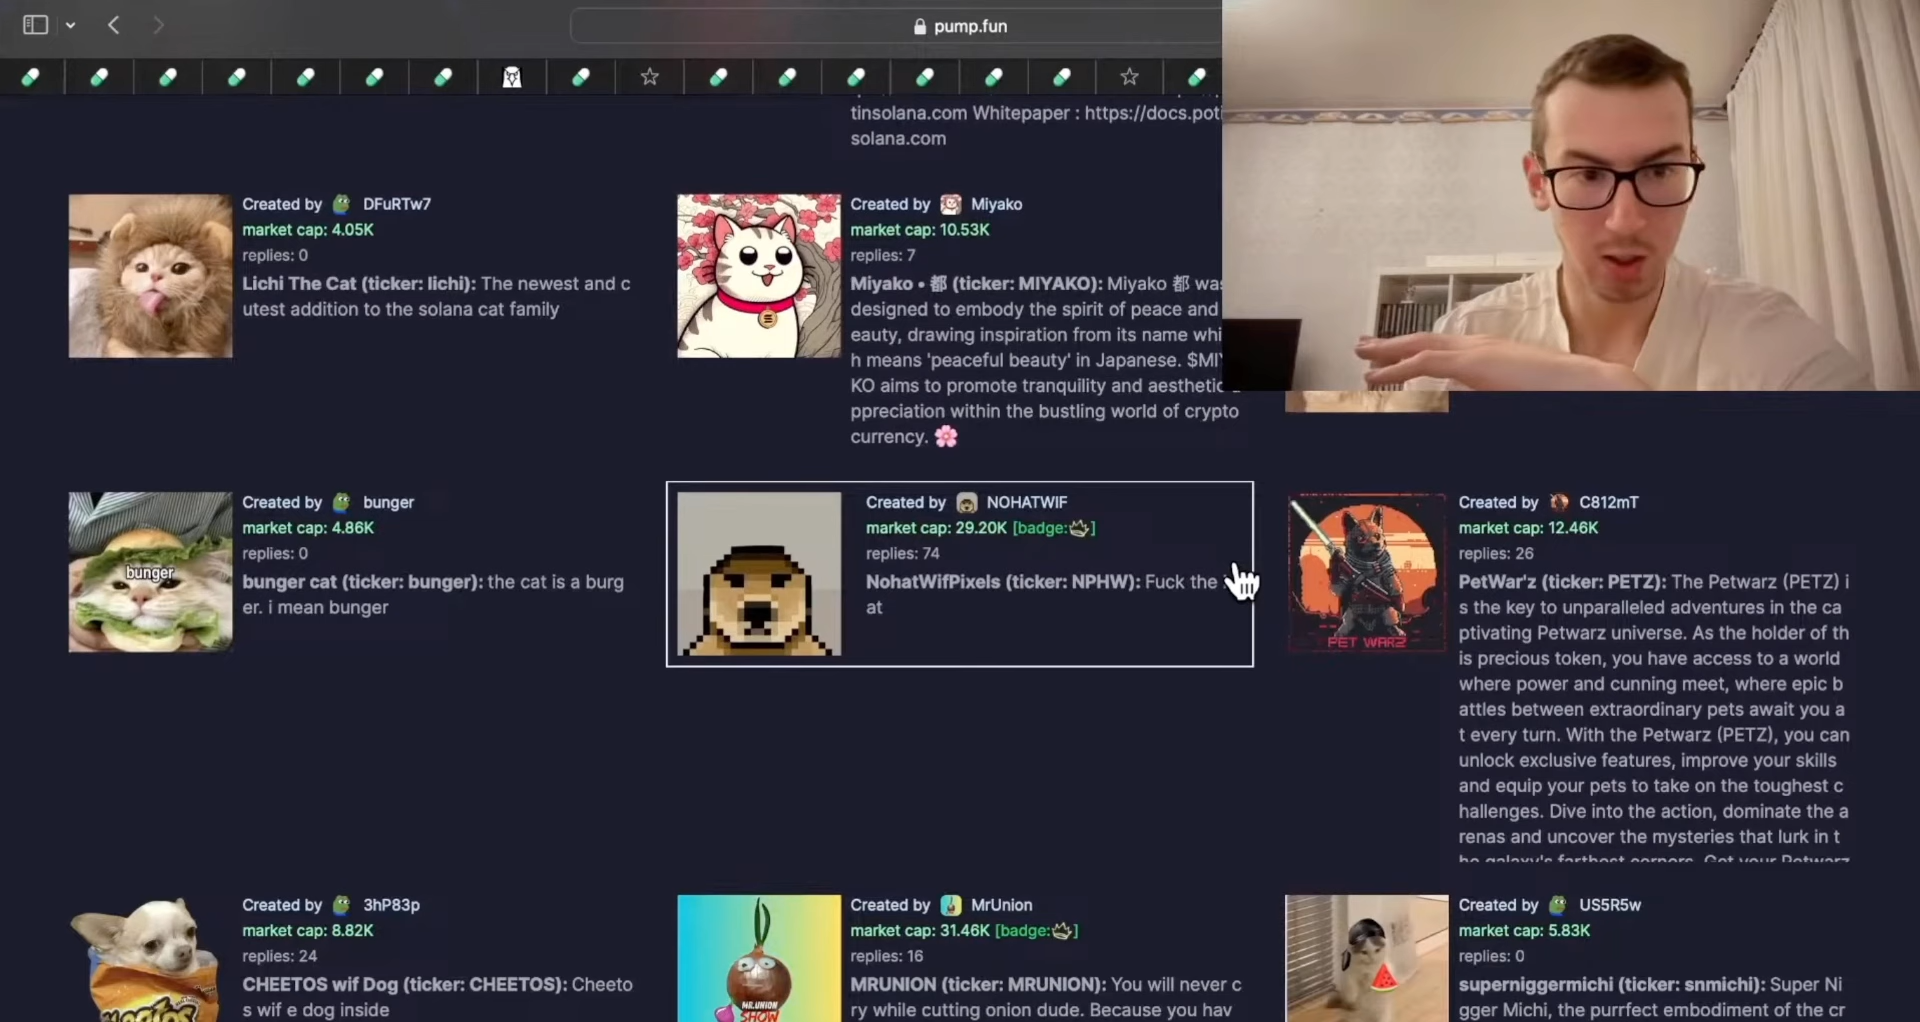 pump.fun
tinsolana.com Whitepaper : https://docs.poti
solana.com
Created by DFuRTw7
market cap: 4.05K
replies: 0
Lichi The Cat (ticker: lichi): The newest and c
utest addition to the solana cat family
Created by Miyako
market cap: 10.53K
replies: 7
Miyako • 都 (ticker: MIYAKO): Miyako 都 was
designed to embody the spirit of peace and
eauty, drawing inspiration from its name whi
h means 'peaceful beauty' in Japanese. $MIY
KO aims to promote tranquility and aesthetic
ppreciation within the bustling world of crypto
currency. 🌸
Created by bunger
market cap: 4.86K
replies: 0
bunger cat (ticker: bunger): the cat is a burg
er. i mean bunger
bunger
Created by NOHATWIF
market cap: 29.20K [badge:👑]
replies: 74
NohatWifPixels (ticker: NPHW): Fuck the
at
Created by C812mT
market cap: 12.46K
replies: 26
PetWar'z (ticker: PETZ): The Petwarz (PETZ) i
s the key to unparalleled adventures in the ca
ptivating Petwarz universe. As the holder of th
is precious token, you have access to a world
where power and cunning meet, where epic b
attles between extraordinary pets await you a
t every turn. With the Petwarz (PETZ), you can
unlock exclusive features, improve your skills
and equip your pets to take on the toughest c
hallenges. Dive into the action, dominate the a
renas and uncover the mysteries that lurk in t
he galaxy's farthest corners. Get your Petwarz
PET WARZ
Created by 3hP83p
market cap: 8.82K
replies: 24
CHEETOS wif Dog (ticker: CHEETOS): Cheeto
s wif e dog inside
Created by MrUnion
market cap: 31.46K [badge:👑]
replies: 16
MRUNION (ticker: MRUNION): You will never c
ry while cutting onion dude. Because you hav
MR.UNION
SHOW
Created by US5R5w
market cap: 5.83K
replies: 0
superniggermichi (ticker: snmichi): Super Ni
gger Michi, the purrfect embodiment of the cr